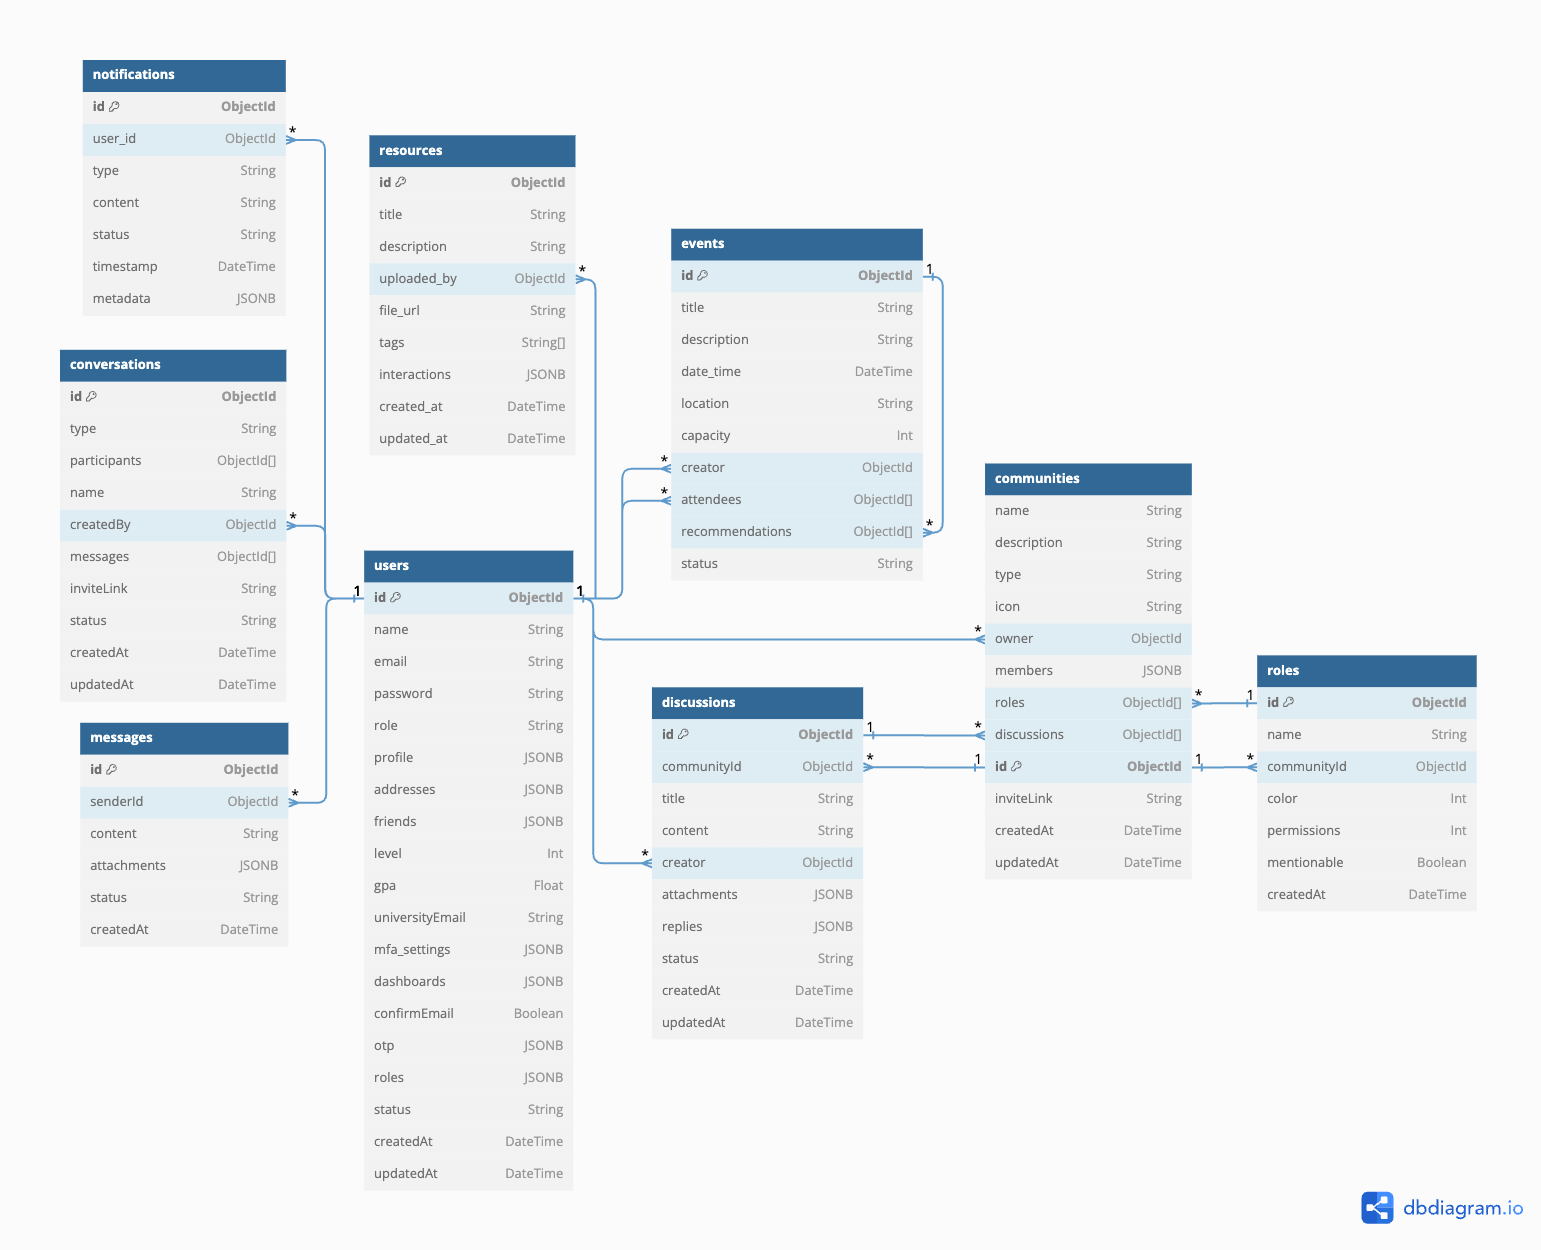 notifications
id ObjectId
* user_id ObjectId
type String
content String
status String
timestamp DateTime
metadata JSONB
resources
id ObjectId
title String
description String
* uploaded_by ObjectId
file_url String
tags String[]
interactions JSONB
created_at DateTime
updated_at DateTime
events
id ObjectId 1
title String
description String
date_time DateTime
location String
capacity Int
* creator ObjectId
* attendees ObjectId[]
recommendations ObjectId[] *
status String
conversations
id ObjectId
type String
participants ObjectId[]
name String
createdBy ObjectId *
messages ObjectId[]
inviteLink String
status String
createdAt DateTime
updatedAt DateTime
messages
id ObjectId
senderId ObjectId *
content String
attachments JSONB
status String
createdAt DateTime
users
1 id ObjectId 1
name String
email String
password String
role String
profile JSONB
addresses JSONB
friends JSONB
level Int
gpa Float
universityEmail String
mfa_settings JSONB
dashboards JSONB
confirmEmail Boolean
otp JSONB
roles JSONB
status String
createdAt DateTime
updatedAt DateTime
discussions
id ObjectId 1
communityId ObjectId *
title String
content String
* creator ObjectId
attachments JSONB
replies JSONB
status String
createdAt DateTime
updatedAt DateTime
communities
name String
description String
type String
icon String
* owner ObjectId
members JSONB
roles ObjectId[] *
* discussions ObjectId[]
1 id ObjectId 1
inviteLink String
createdAt DateTime
updatedAt DateTime
roles
1 id ObjectId
name String
* communityId ObjectId
color Int
permissions Int
mentionable Boolean
createdAt DateTime
dbdiagram.io